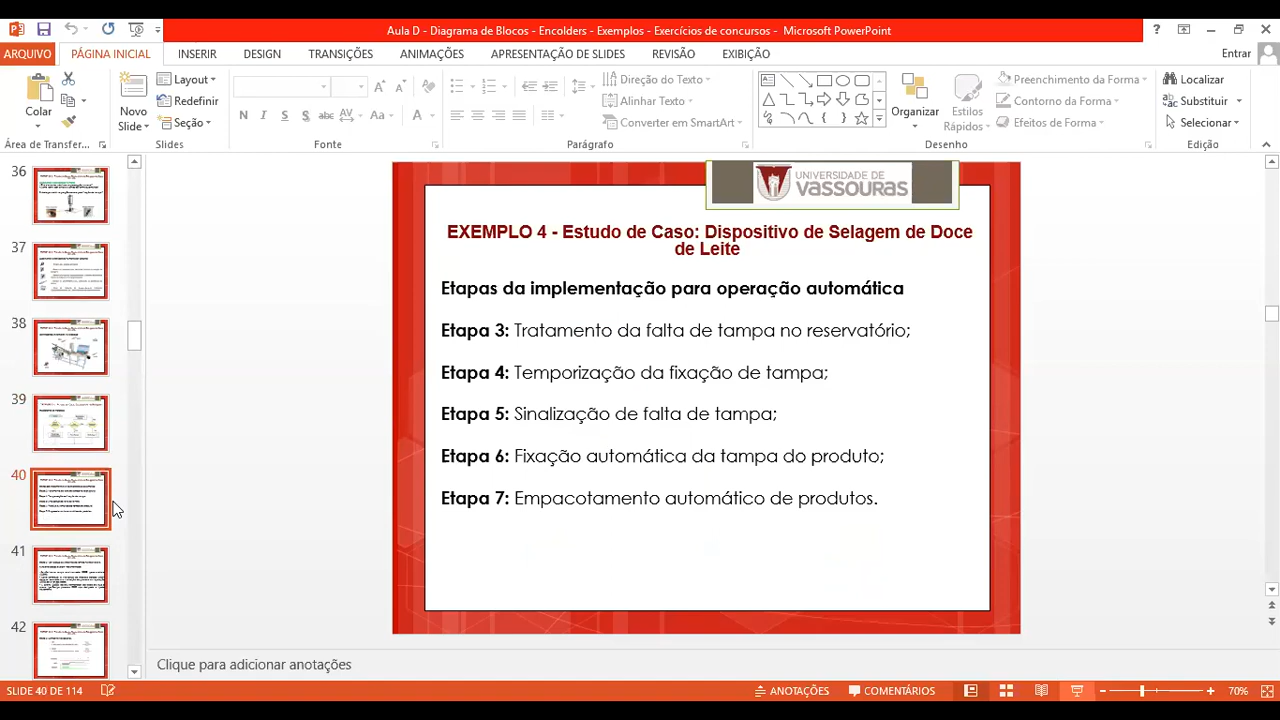 Aula D - Diagrama de Blocos - Encolders - Exemplos - Exercícios de concursos - Microsoft PowerPoint
ARQUIVO PÁGINA INICIAL INSERIR DESIGN TRANSIÇÕES ANIMAÇÕES APRESENTAÇÃO DE SLIDES REVISÃO EXIBIÇÃO Entrar
Colar
Área de Transfer...
Novo Slide
Layout
Redefinir
Seção
Slides
N I S S abc AV Aa A
Fonte
Direção do Texto
Alinhar Texto
Converter em SmartArt
Parágrafo
Organizar
Estilos Rápidos
Preenchimento da Forma
Contorno da Forma
Efeitos de Forma
Desenho
Localizar
Substituir
Selecionar
Edição
36
37
38
39
40
41
42
UNIVERSIDADE DE
VASSOURAS
EXEMPLO 4 - Estudo de Caso: Dispositivo de Selagem de Doce
de Leite
Etapas da implementação para operação automática
Etapa 3: Tratamento da falta de tampa no reservatório;
Etapa 4: Temporização da fixação de tampa;
Etapa 5: Sinalização de falta de tampa;
Etapa 6: Fixação automática da tampa do produto;
Etapa 7: Empacotamento automático de produtos.
Clique para adicionar anotações
SLIDE 40 DE 114 ANOTAÇÕES COMENTÁRIOS 70%